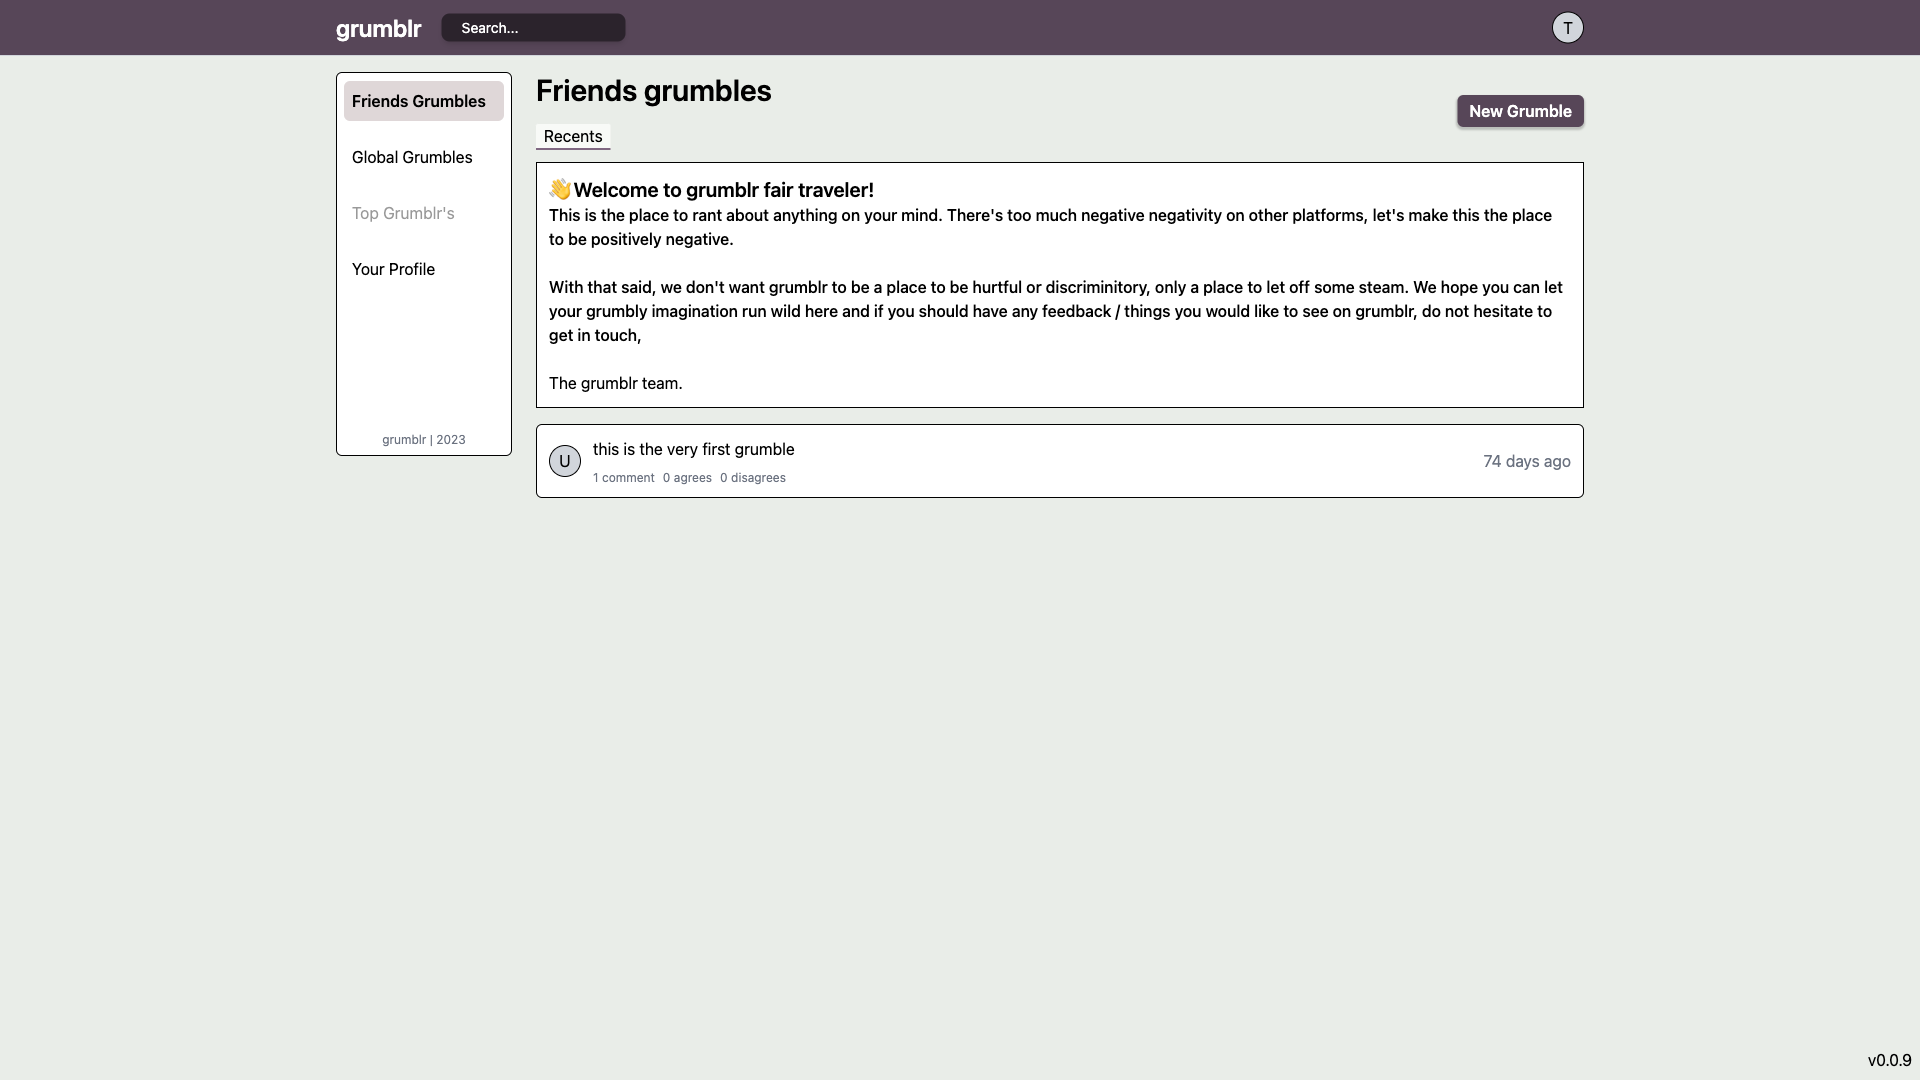 grumblr
Search...
T
Friends Grumbles
Global Grumbles
Top Grumblr's
Your Profile
grumblr | 2023
Friends grumbles
New Grumble
Recents
👋Welcome to grumblr fair traveler!
This is the place to rant about anything on your mind. There's too much negative negativity on other platforms, let's make this the place
to be positively negative.
With that said, we don't want grumblr to be a place to be hurtful or discriminitory, only a place to let off some steam. We hope you can let
your grumbly imagination run wild here and if you should have any feedback / things you would like to see on grumblr, do not hesitate to
get in touch,
The grumblr team.
U
this is the very first grumble
1 comment 0 agrees 0 disagrees
74 days ago
v0.0.9